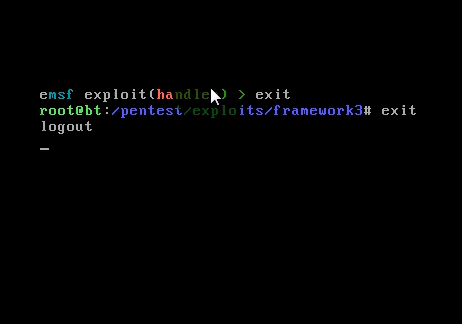 emsf exploit(handler) > exit
root@bt:/pentest/exploits/framework3# exit
logout